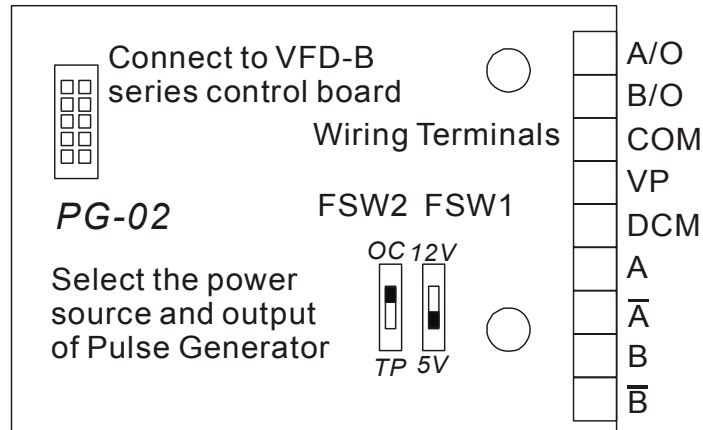 Connect to VFD-B
series control board
Wiring Terminals
PG-02
FSW2 FSW1
OC 12V
TP 5V
Select the power
source and output
of Pulse Generator
A/O
B/O
COM
VP
DCM
A
A̅
B
B̅